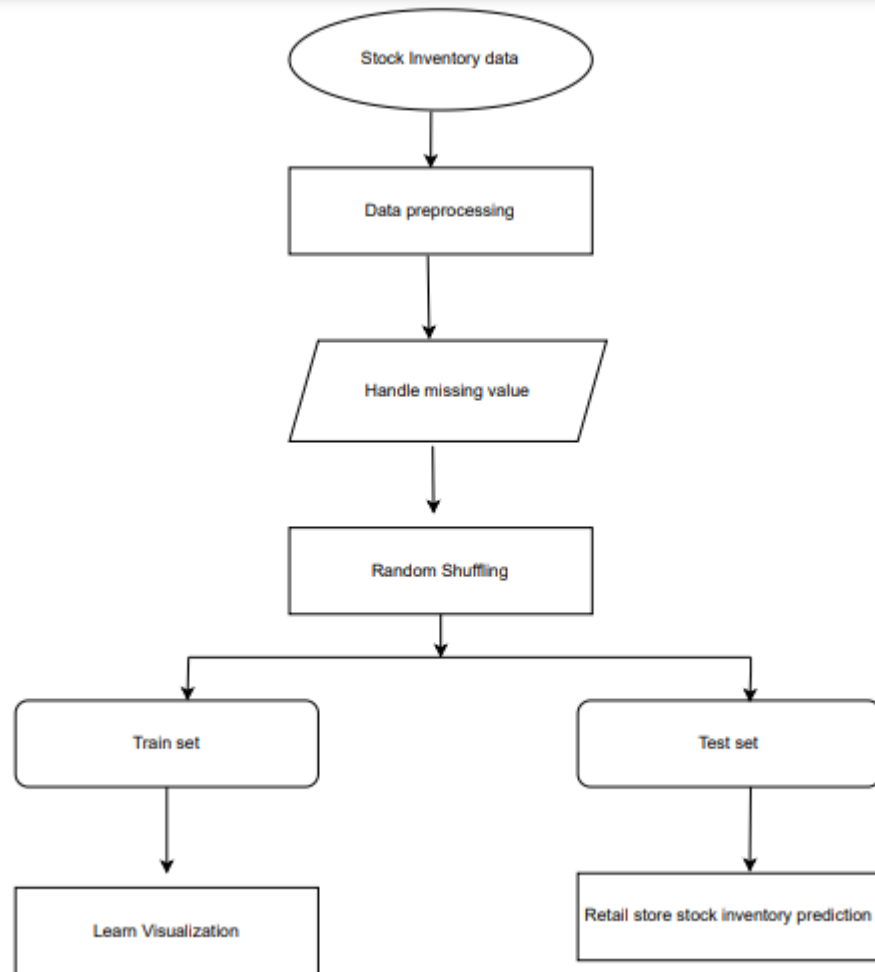 Stock Inventory data
Data preprocessing
Handle missing value
Random Shuffling
Train set
Test set
Learn Visualization
Retail store stock inventory prediction